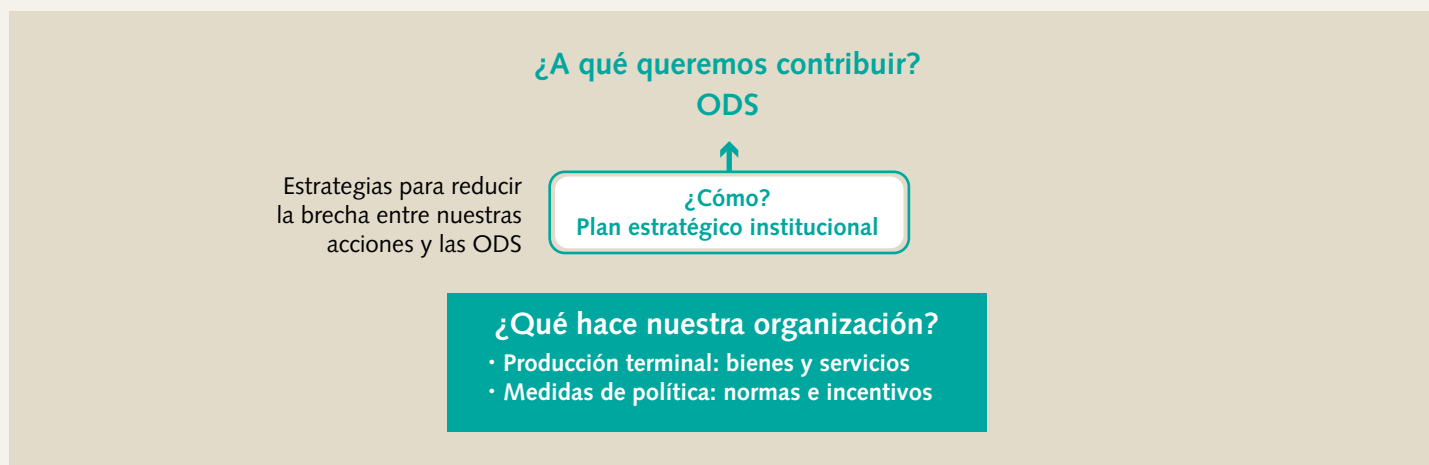 ¿A qué queremos contribuir?
ODS
Estrategias para reducir
la brecha entre nuestras
acciones y las ODS
¿Cómo?
Plan estratégico institucional
¿Qué hace nuestra organización?
· Producción terminal: bienes y servicios
· Medidas de política: normas e incentivos